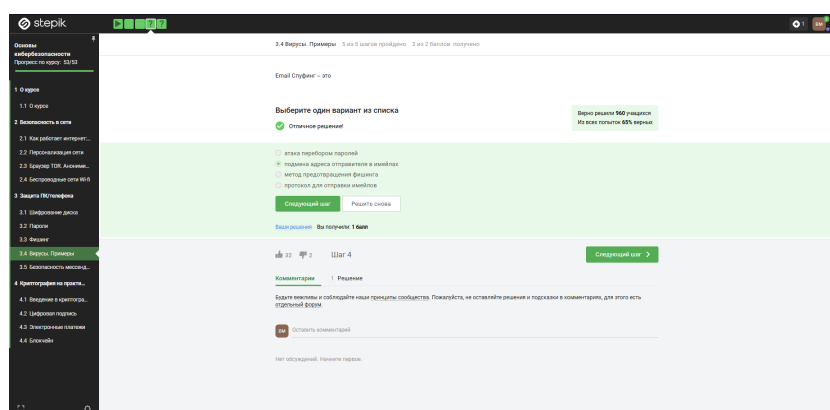 stepik
1
ВМ
Основы
кибербезопасности
Прогресс по курсу: 53/53
1 О курсе
1.1 О курсе
2 Безопасность в сети
2.1 Как работает интернет:...
2.2 Персонализация сети
2.3 Браузер TOR. Аноними...
2.4 Беспроводные сети Wi-fi
3 Защита ПК/телефона
3.1 Шифрование диска
3.2 Пароли
3.3 Фишинг
3.4 Вирусы. Примеры
3.5 Безопасность мессенд...
4 Криптография на практи...
4.1 Введение в криптогра...
4.2 Цифровая подпись
4.3 Электронные платежи
4.4 Блокчейн
3.4 Вирусы. Примеры 5 из 5 шагов пройдено 2 из 2 баллов получено
Email Спуфинг – это
Выберите один вариант из списка
Отличное решение!
Верно решили 960 учащихся
Из всех попыток 65% верных
атака перебором паролей
подмена адреса отправителя в имейлах
метод предотвращения фишинга
протокол для отправки имейлов
Следующий шаг Решить снова
Ваши решения Вы получили: 1 балл
32 2 Шаг 4 Следующий шаг
Комментарии 1 Решение
Будьте вежливы и соблюдайте наши принципы сообщества. Пожалуйста, не оставляйте решения и подсказки в комментариях, для этого есть
отдельный форум.
ВМ Оставить комментарий
Нет обсуждений. Начните первое.